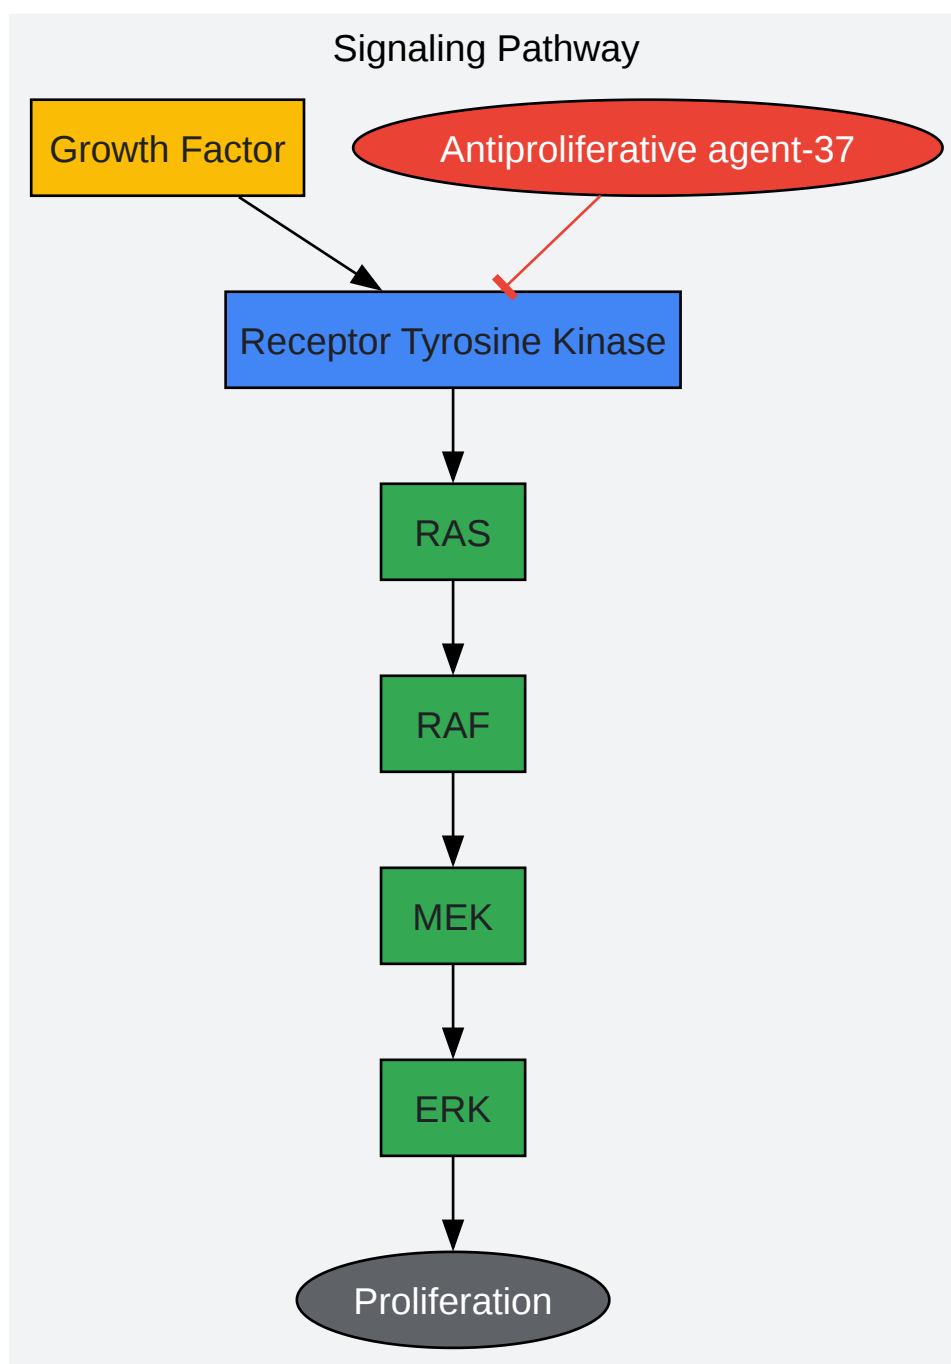 Signaling Pathway
Growth Factor
Antiproliferative agent-37
Receptor Tyrosine Kinase
RAS
RAF
MEK
ERK
Proliferation